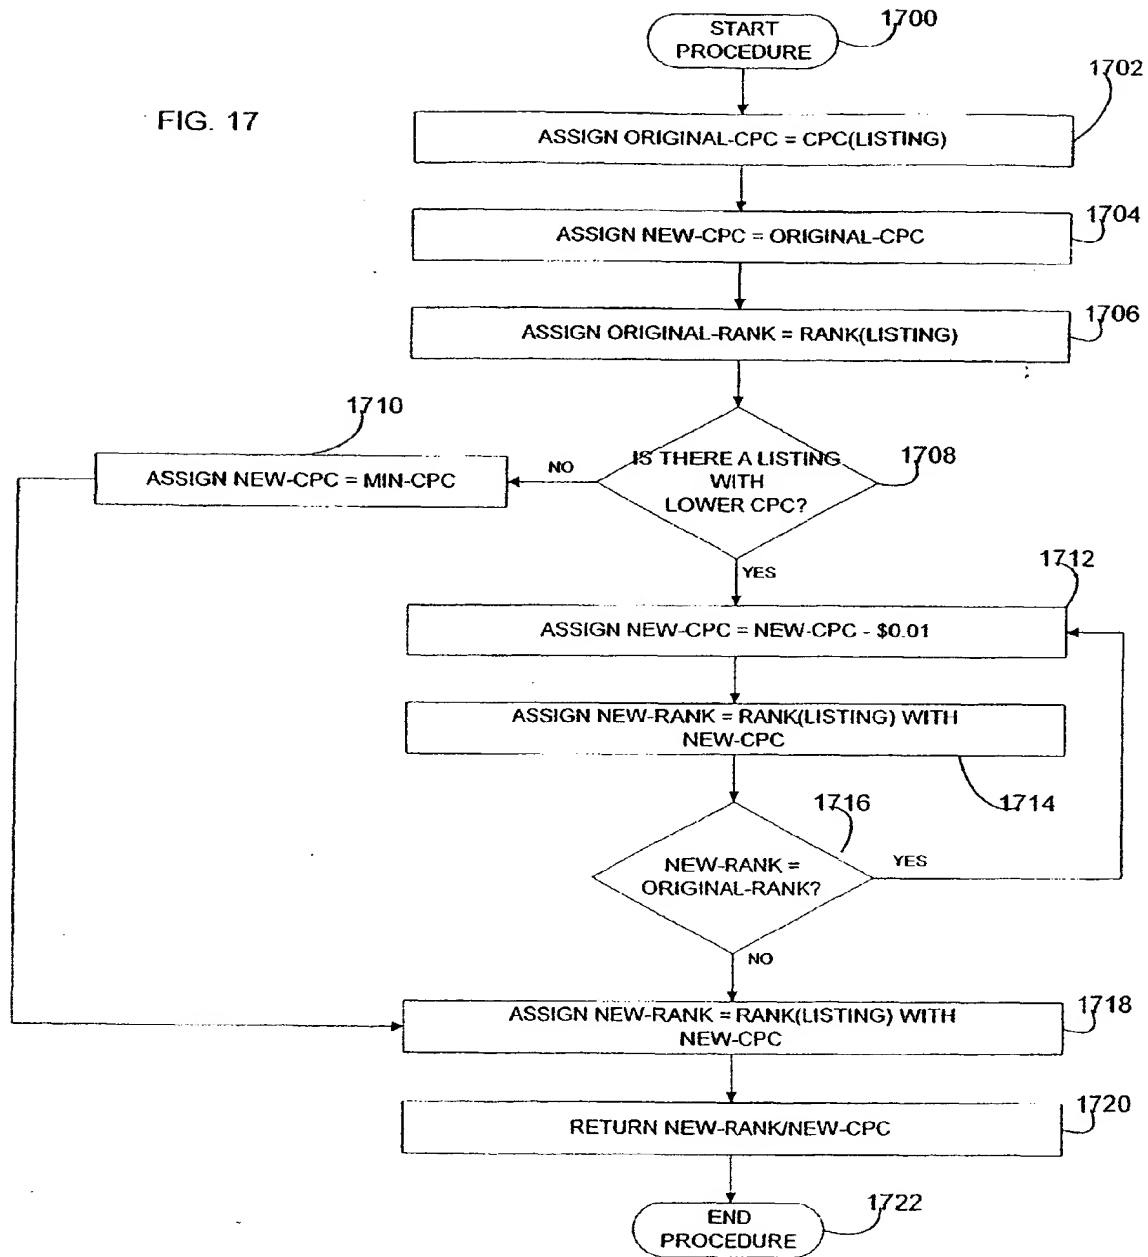 START
PROCEDURE
1700
1702
FIG. 17
ASSIGN ORIGINAL-CPC = CPC(LISTING)
1704
ASSIGN NEW-CPC = ORIGINAL-CPC
1706
ASSIGN ORIGINAL-RANK = RANK(LISTING)
1710
ASSIGN NEW-CPC = MIN-CPC
NO
IS THERE A LISTING
WITH
LOWER CPC?
1708
YES
1712
ASSIGN NEW-CPC = NEW-CPC - $0.01
ASSIGN NEW-RANK = RANK(LISTING) WITH
NEW-CPC
1714
1716
NEW-RANK =
ORIGINAL-RANK?
YES
NO
ASSIGN NEW-RANK = RANK(LISTING) WITH
NEW-CPC
1718
1720
RETURN NEW-RANK/NEW-CPC
END
PROCEDURE
1722